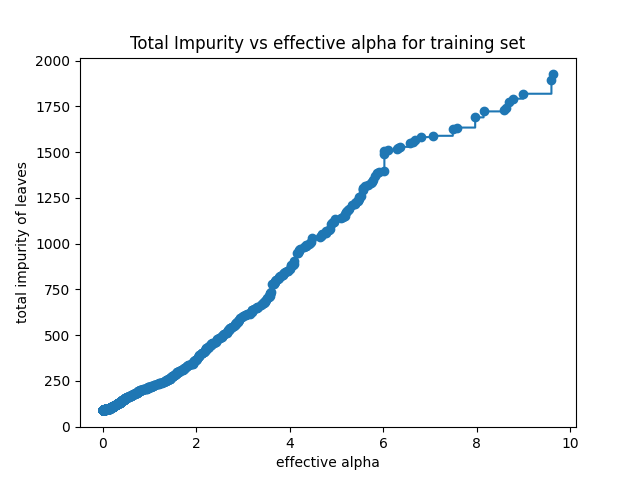 Total Impurity vs effective alpha for training set
total impurity of leaves
2000
1750
1500
1250
1000
750
500
250
0
0 2 4 6 8 10
effective alpha